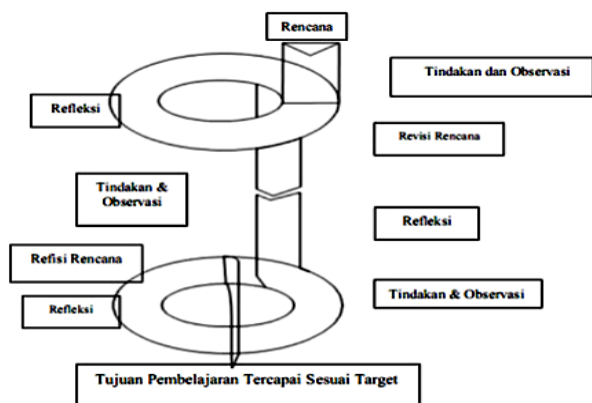 Rencana
Tindakan dan Observasi
Refleksi
Revisi Rencana
Tindakan &
Observasi
Refleksi
Refisi Rencana
Tindakan & Observasi
Refleksi
Tujuan Pembelajaran Tercapai Sesuai Target